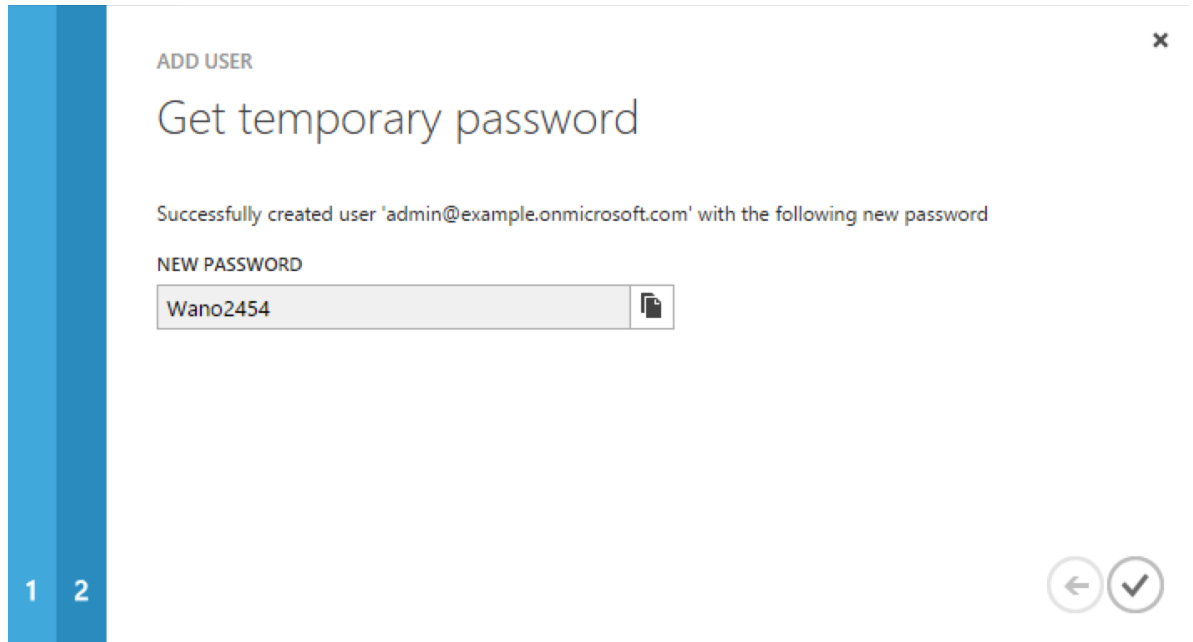 ADD USER
Get temporary password
Successfully created user 'admin@example.onmicrosoft.com' with the following new password
NEW PASSWORD
Wano2454
1 2